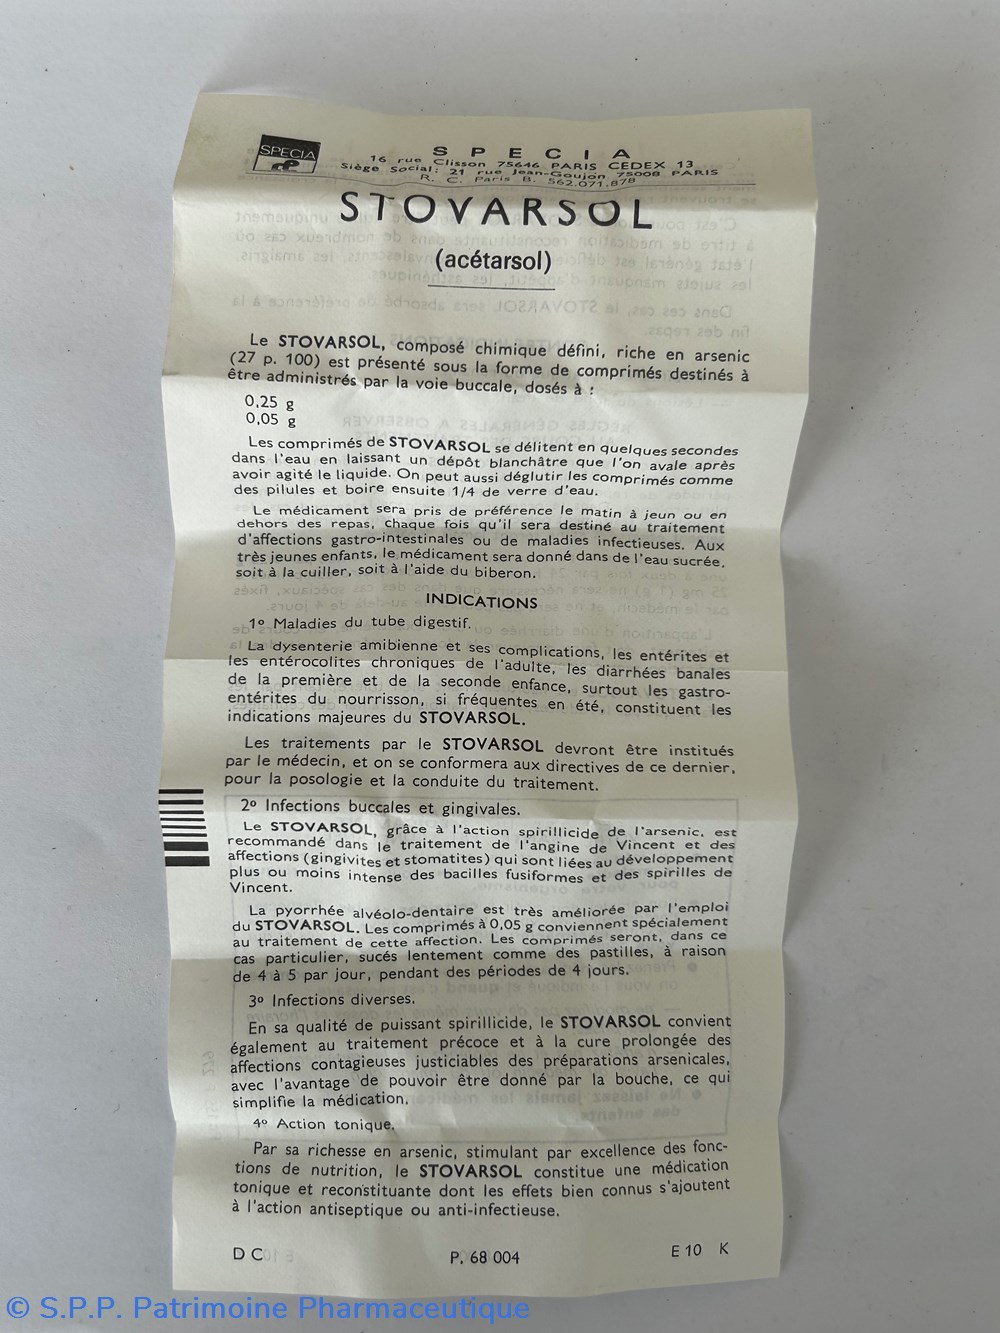 SPECIA
S P E C I A
16 rue Clisson 75646 PARIS CEDEX 13
Siège Social: 21 rue Jean-Goujon 75008 PARIS
R. C. Paris B. 562.071.878
STOVARSOL
(acétarsol)
Le STOVARSOL, composé chimique défini, riche en arsenic
(27 p. 100) est présenté sous la forme de comprimés destinés à
être administrés par la voie buccale, dosés à :
0,25 g
0,05 g
Les comprimés de STOVARSOL se délitent en quelques secondes
dans l'eau en laissant un dépôt blanchâtre que l'on avale après
avoir agité le liquide. On peut aussi déglutir les comprimés comme
des pilules et boire ensuite 1/4 de verre d'eau.
Le médicament sera pris de préférence le matin à jeun ou en
dehors des repas, chaque fois qu'il sera destiné au traitement
d'affections gastro-intestinales ou de maladies infectieuses. Aux
très jeunes enfants, le médicament sera donné dans de l'eau sucrée,
soit à la cuiller, soit à l'aide du biberon.
INDICATIONS
1º Maladies du tube digestif.
La dysenterie amibienne et ses complications, les entérites et
les entérocolites chroniques de l'adulte, les diarrhées banales
de la première et de la seconde enfance, surtout les gastro-
entérites du nourrisson, si fréquentes en été, constituent les
indications majeures du STOVARSOL.
Les traitements par le STOVARSOL devront être institués
par le médecin, et on se conformera aux directives de ce dernier,
pour la posologie et la conduite du traitement.
2º Infections buccales et gingivales.
Le STOVARSOL, grâce à l'action spirillicide de l'arsenic, est
recommandé dans le traitement de l'angine de Vincent et des
affections (gingivites et stomatites) qui sont liées au développement
plus ou moins intense des bacilles fusiformes et des spirilles de
Vincent.
La pyorrhée alvéolo-dentaire est très améliorée par l'emploi
du STOVARSOL. Les comprimés à 0,05 g conviennent spécialement
au traitement de cette affection. Les comprimés seront, dans ce
cas particulier, sucés lentement comme des pastilles, à raison
de 4 à 5 par jour, pendant des périodes de 4 jours.
3º Infections diverses.
En sa qualité de puissant spirillicide, le STOVARSOL convient
également au traitement précoce et à la cure prolongée des
affections contagieuses justiciables des préparations arsenicales,
avec l'avantage de pouvoir être donné par la bouche, ce qui
simplifie la médication.
4º Action tonique.
Par sa richesse en arsenic, stimulant par excellence des fonc-
tions de nutrition, le STOVARSOL constitue une médication
tonique et reconstituante dont les effets bien connus s'ajoutent
à l'action antiseptique ou anti-infectieuse.
D C P. 68 004 E 10 K
© S.P.P. Patrimoine Pharmaceutique